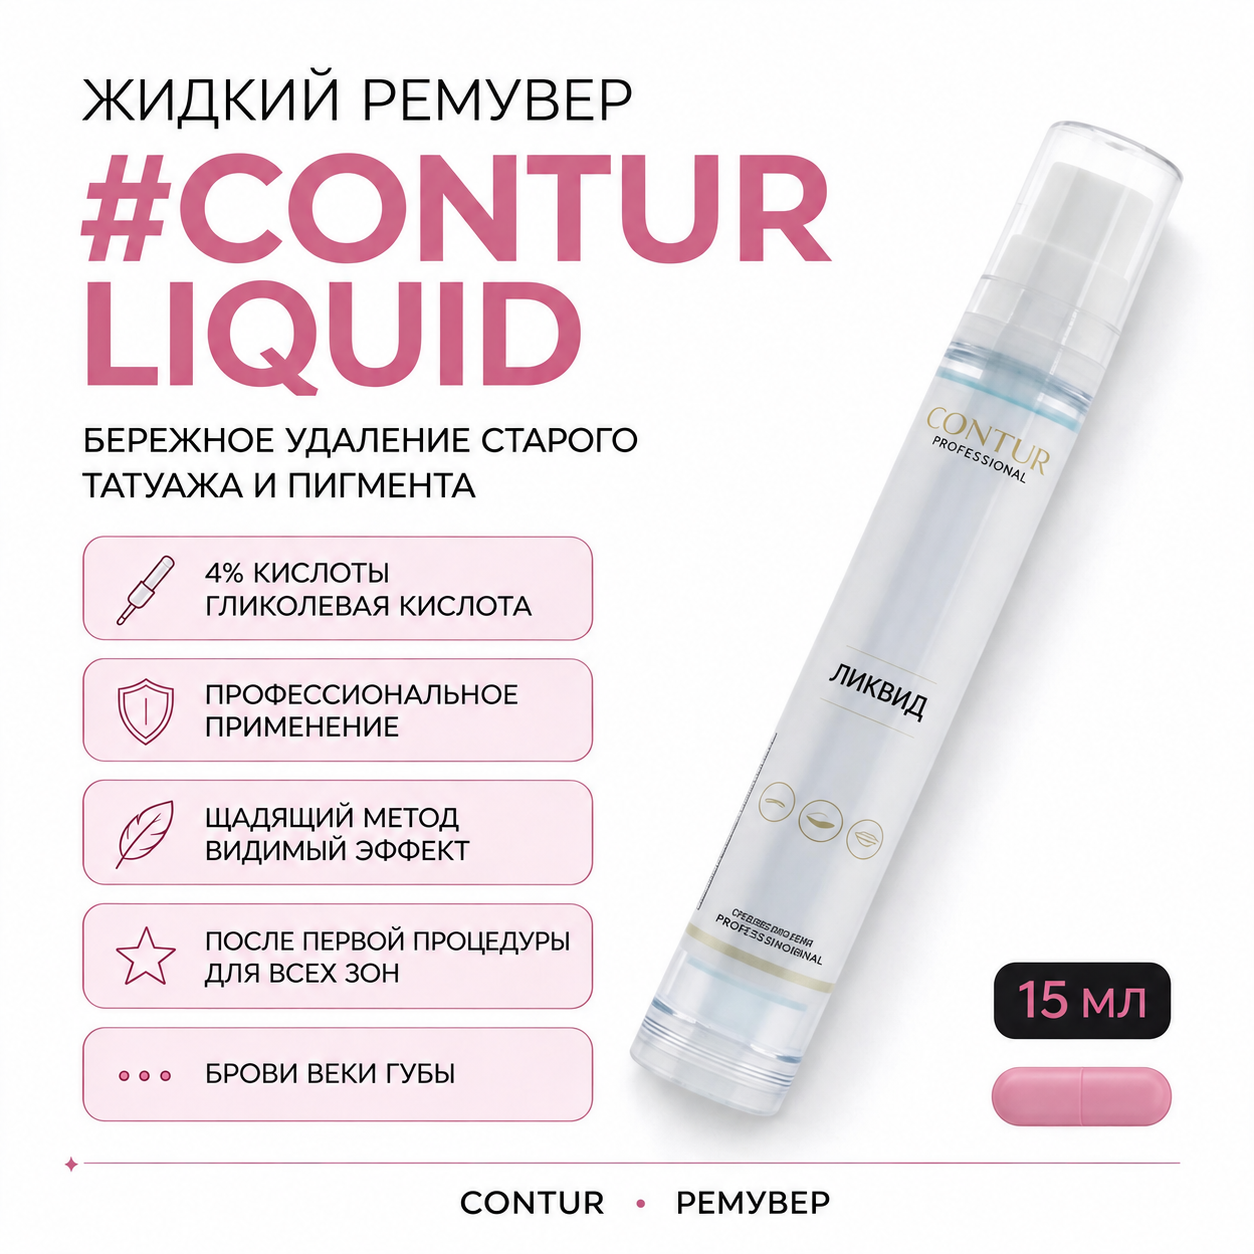 ЖИДКИЙ РЕМУВЕР
#CONTUR
LIQUID
БЕРЕЖНОЕ УДАЛЕНИЕ СТАРОГО
ТАТУАЖА И ПИГМЕНТА
4% КИСЛОТЫ
ГЛИКОЛЕВАЯ КИСЛОТА
ПРОФЕССИОНАЛЬНОЕ
ПРИМЕНЕНИЕ
ЩАДЯЩИЙ МЕТОД
ВИДИМЫЙ ЭФФЕКТ
ПОСЛЕ ПЕРВОЙ ПРОЦЕДУРЫ
ДЛЯ ВСЕХ ЗОН
БРОВИ ВЕКИ ГУБЫ
CONTUR
PROFESSIONAL
ЛИКВИД
15 МЛ
CONTUR • РЕМУВЕР